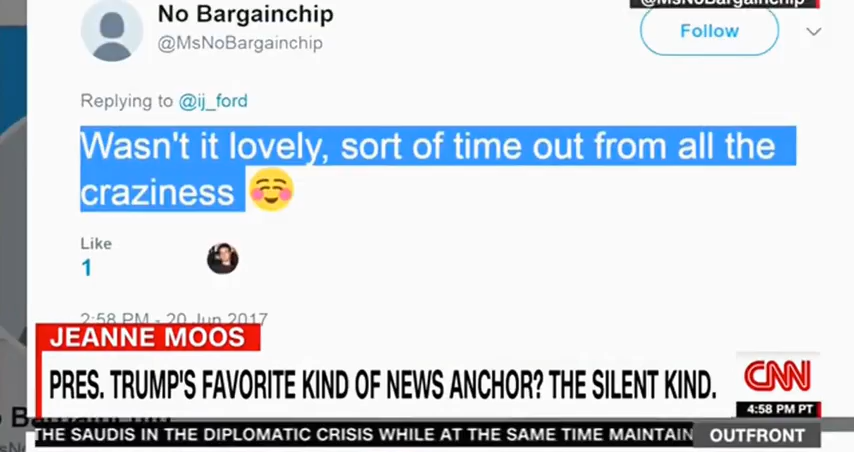 @MsNoBargainchip
No Bargainchip
@MsNoBargainchip
Follow
Replying to @ij_ford
Wasn't it lovely, sort of time out from all the
craziness ☺️
Like
1
2:58 PM - 20 Jun 2017
JEANNE MOOS
PRES. TRUMP'S FAVORITE KIND OF NEWS ANCHOR? THE SILENT KIND.
CNN
4:58 PM PT
THE SAUDIS IN THE DIPLOMATIC CRISIS WHILE AT THE SAME TIME MAINTAIN
OUTFRONT